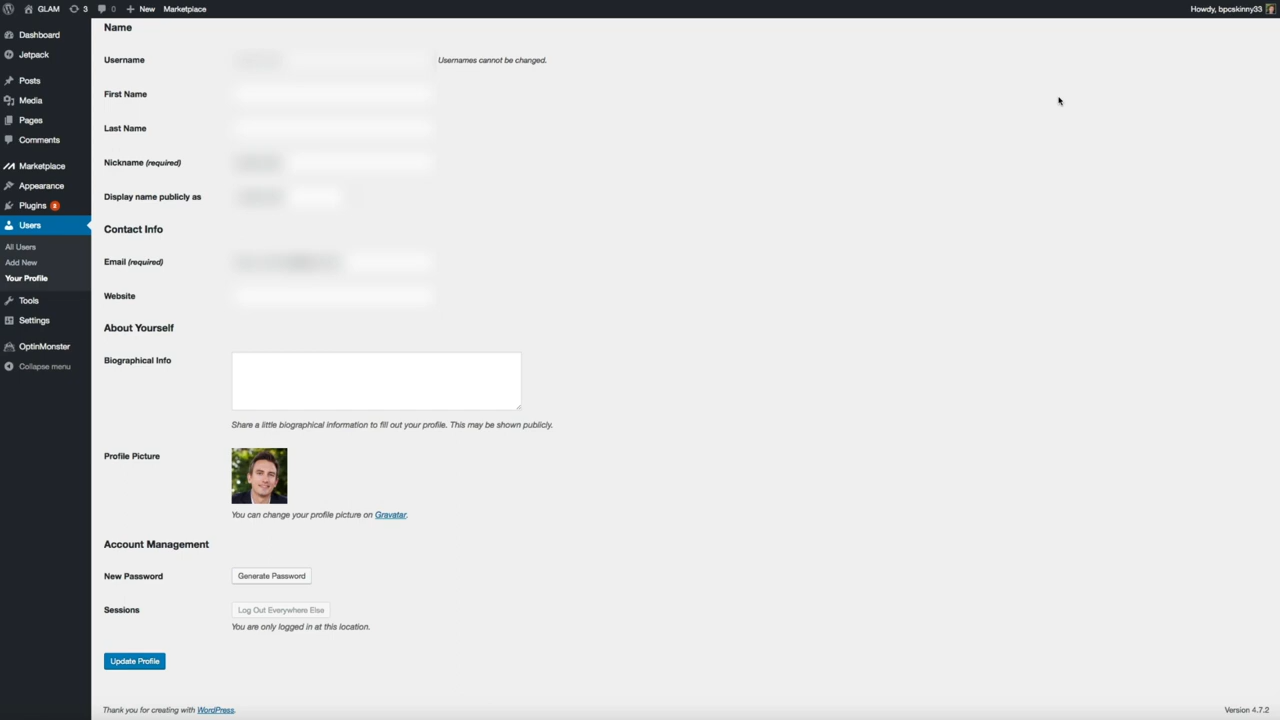 GLAM 3 0 New Marketplace Howdy, bpcskinny33
Dashboard
Jetpack
Posts
Media
Pages
Comments
Marketplace
Appearance
Plugins 2
Users
All Users
Add New
Your Profile
Tools
Settings
OptinMonster
Collapse menu
Name
Username Usernames cannot be changed.
First Name
Last Name
Nickname (required)
Display name publicly as
Contact Info
Email (required)
Website
About Yourself
Biographical Info
Share a little biographical information to fill out your profile. This may be shown publicly.
Profile Picture
You can change your profile picture on Gravatar.
Account Management
New Password Generate Password
Sessions Log Out Everywhere Else
You are only logged in at this location.
Update Profile
Thank you for creating with WordPress. Version 4.7.2